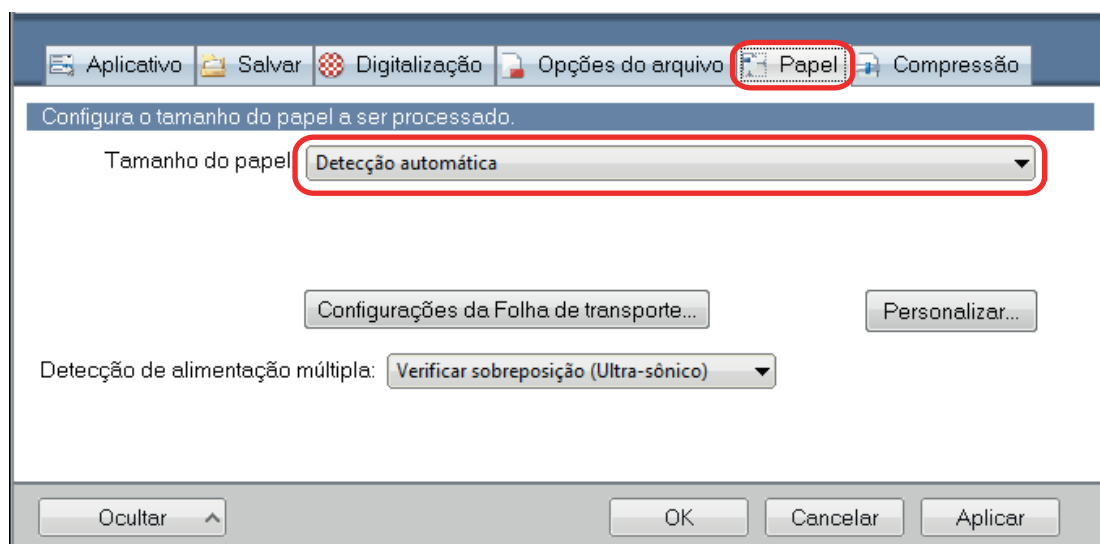 Aplicativo Salvar Digitalização Opções do arquivo Papel Compressão
Configura o tamanho do papel a ser processado.
Tamanho do papel: Detecção automática
Configurações da Folha de transporte... Personalizar...
Detecção de alimentação múltipla: Verificar sobreposição (Ultra-sônico)
Ocultar OK Cancelar Aplicar